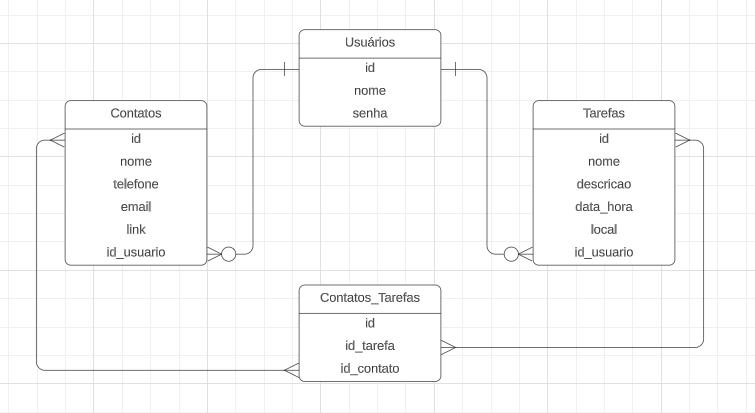 Usuários
id
nome
senha
Contatos
id
nome
telefone
email
link
id_usuario
Tarefas
id
nome
descricao
data_hora
local
id_usuario
Contatos_Tarefas
id
id_tarefa
id_contato